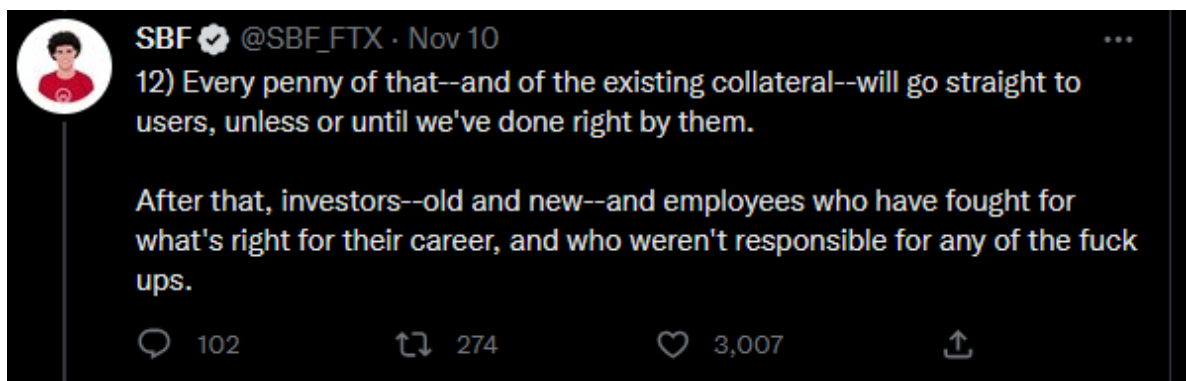 SBF @SBF_FTX · Nov 10
12) Every penny of that--and of the existing collateral--will go straight to
users, unless or until we've done right by them.
After that, investors--old and new--and employees who have fought for
what's right for their career, and who weren't responsible for any of the fuck
ups.
102 274 3,007